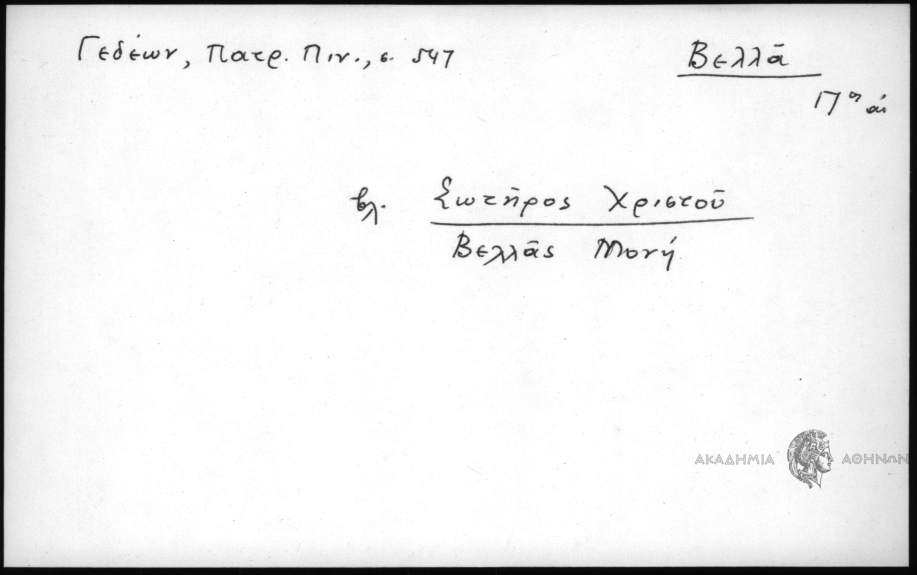 Γεδέων, Πατρ. Πιν., σ. 547
Βελλᾶ
17ος αἰ
βλ. Σωτῆρος Χριστοῦ
Βελλᾶς Μονή
ΑΚΑΔΗΜΙΑ ΑΘΗΝΩΝ